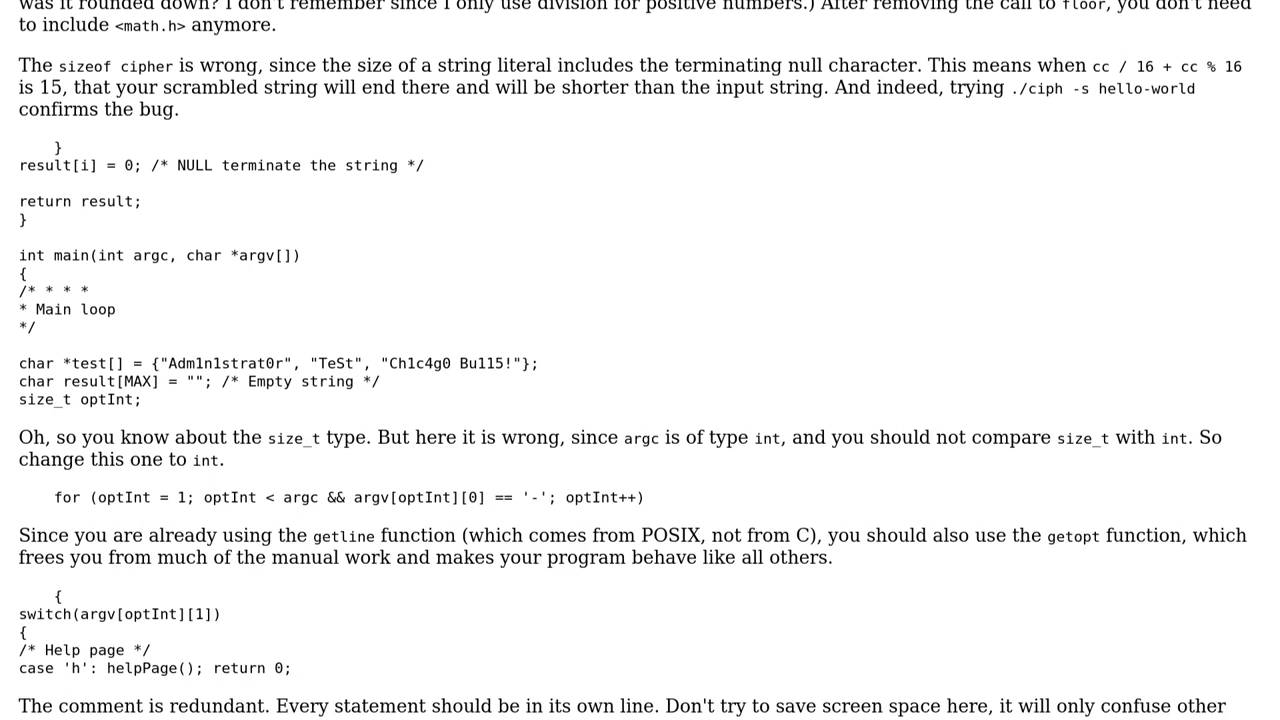 was it rounded down? I don't remember since I only use division for positive numbers.) After removing the call to floor, you don't need
to include <math.h> anymore.
The sizeof cipher is wrong, since the size of a string literal includes the terminating null character. This means when cc / 16 + cc % 16
is 15, that your scrambled string will end there and will be shorter than the input string. And indeed, trying ./ciph -s hello-world
confirms the bug.
}
result[i] = 0; /* NULL terminate the string */
return result;
}
int main(int argc, char *argv[])
{
/* * * *
* Main loop
*/
char *test[] = {"Adm1n1strat0r", "TeSt", "Ch1c4g0 Bu115!"};
char result[MAX] = ""; /* Empty string */
size_t optInt;
Oh, so you know about the size_t type. But here it is wrong, since argc is of type int, and you should not compare size_t with int. So
change this one to int.
for (optInt = 1; optInt < argc && argv[optInt][0] == '-'; optInt++)
Since you are already using the getline function (which comes from POSIX, not from C), you should also use the getopt function, which
frees you from much of the manual work and makes your program behave like all others.
{
switch(argv[optInt][1])
{
/* Help page */
case 'h': helpPage(); return 0;
The comment is redundant. Every statement should be in its own line. Don't try to save screen space here, it will only confuse other